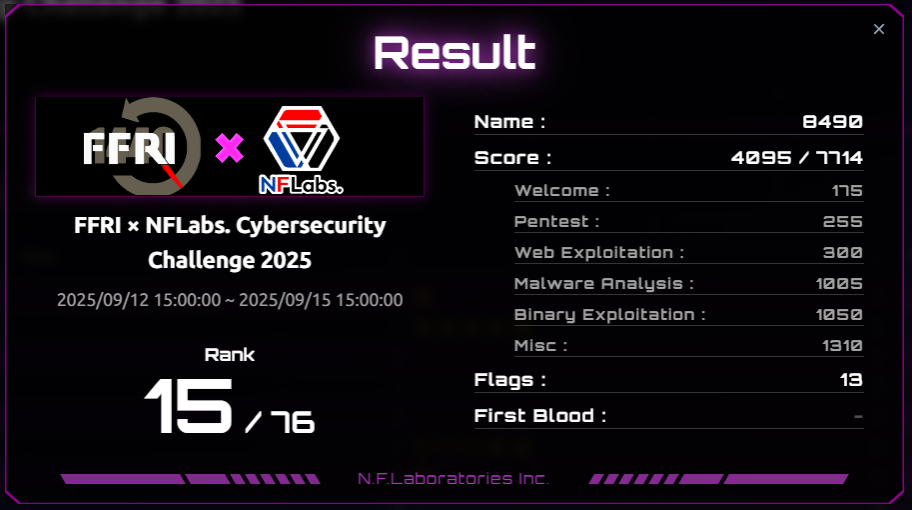 Result
×
FFRI × NFLabs.
FFRI × NFLabs. Cybersecurity
Challenge 2025
2025/09/12 15:00:00 ~ 2025/09/15 15:00:00
Rank
15 / 76
Name : 8490
Score : 4095 / 7714
Welcome : 175
Pentest : 255
Web Exploitation : 300
Malware Analysis : 1005
Binary Exploitation : 1050
Misc : 1310
Flags : 13
First Blood : -
N.F.Laboratories Inc.